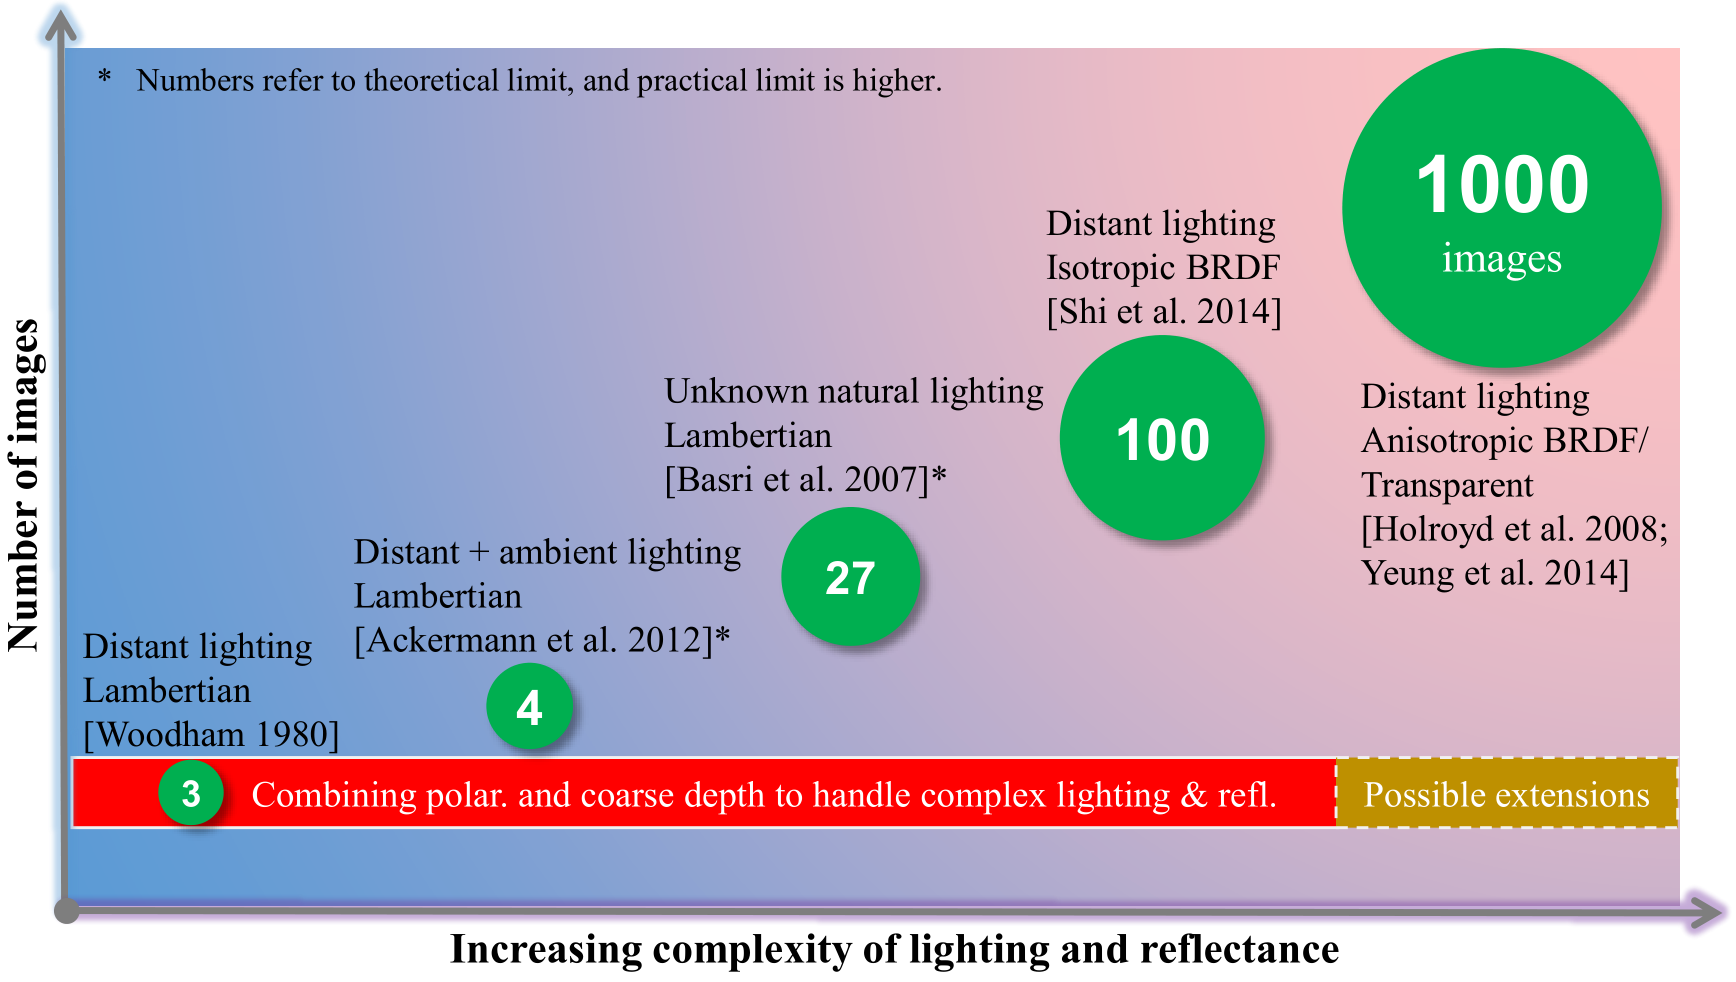 * Numbers refer to theoretical limit, and practical limit is higher.
1000
images
Distant lighting
Isotropic BRDF
[Shi et al. 2014]
100
Distant lighting
Anisotropic BRDF/
Transparent
[Holroyd et al. 2008;
Yeung et al. 2014]
Unknown natural lighting
Lambertian
[Basri et al. 2007]*
27
Distant + ambient lighting
Lambertian
[Ackermann et al. 2012]*
4
Distant lighting
Lambertian
[Woodham 1980]
3
Combining polar. and coarse depth to handle complex lighting & refl.
Possible extensions
Number of images
Increasing complexity of lighting and reflectance